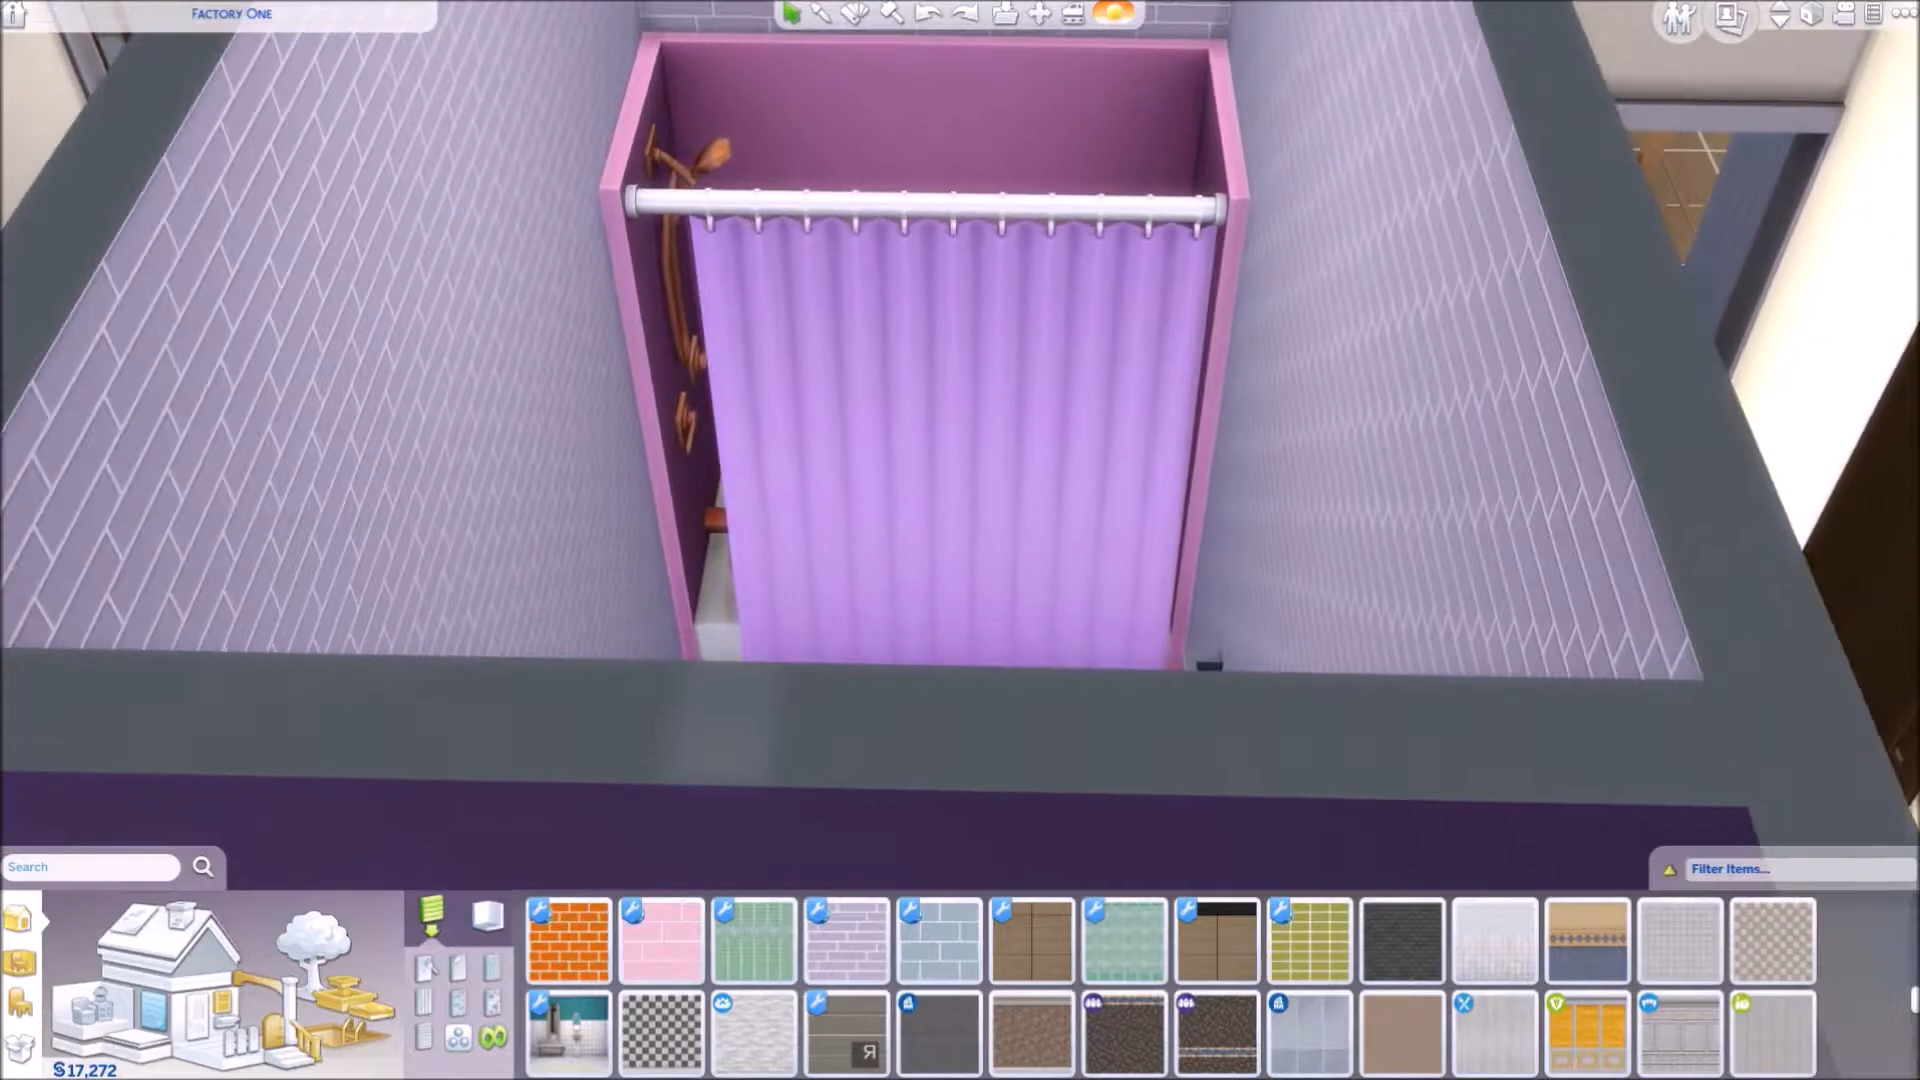 Factory One
Search
Filter Items...
R
§17,272